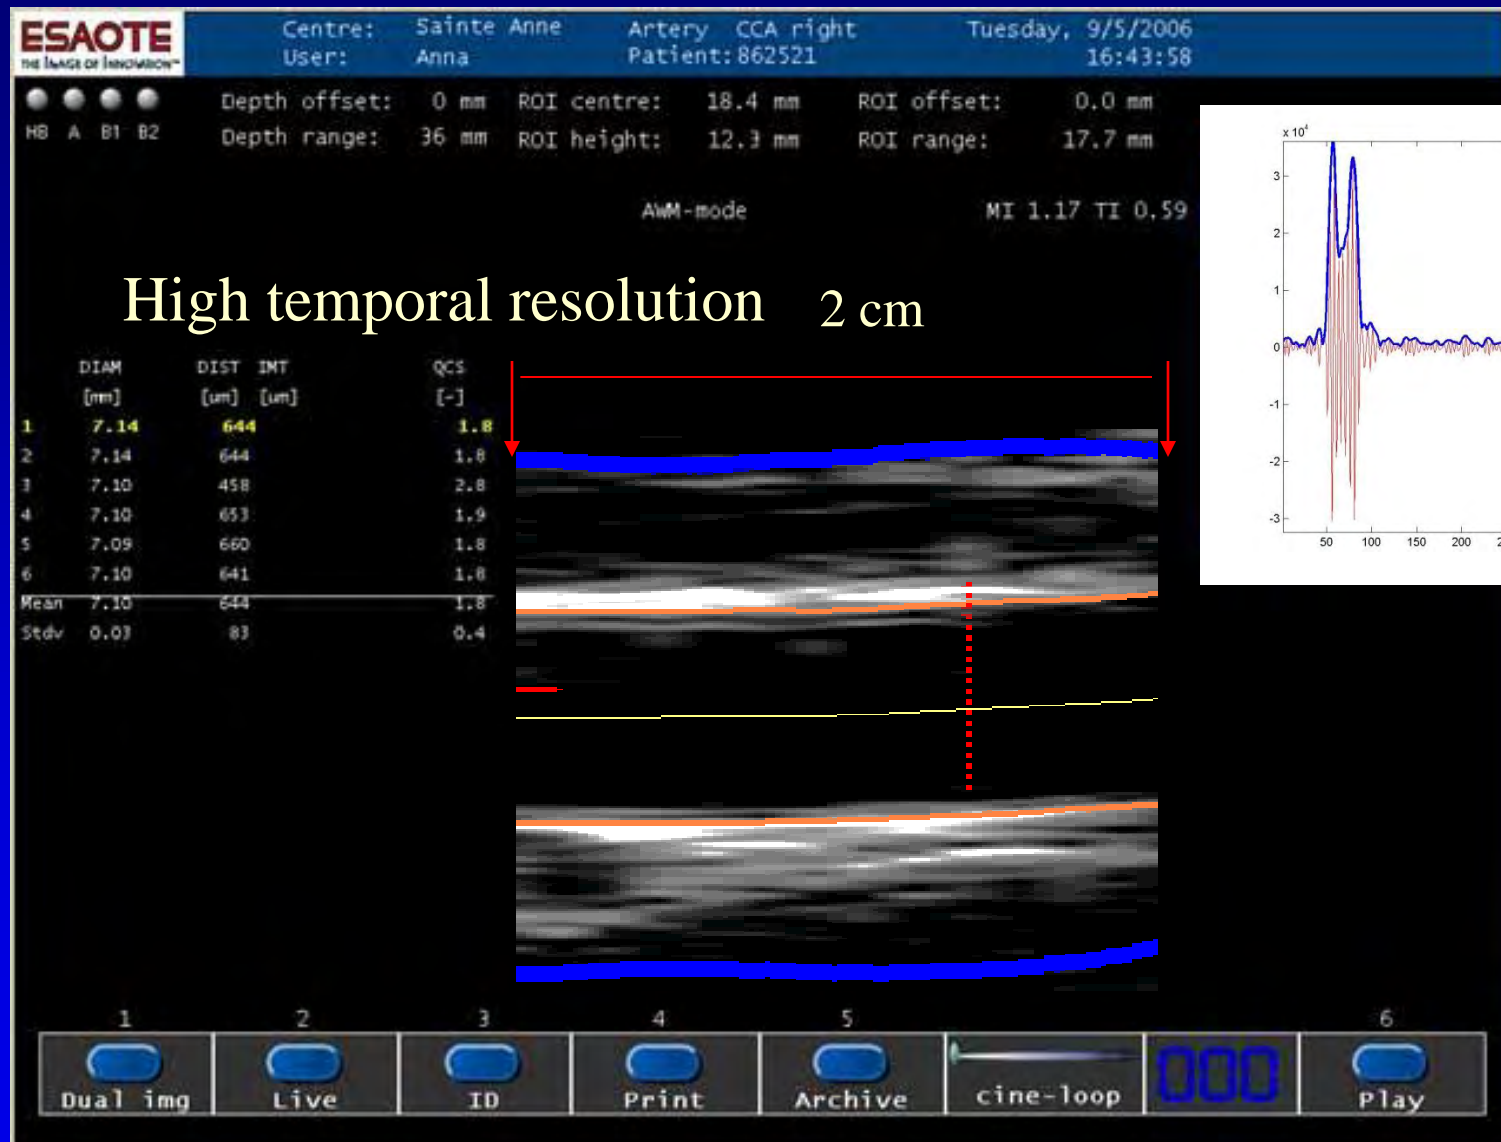 ESAOTE
THE IMAGE OF INNOVATION™
Centre: Sainte Anne Artery CCA right Tuesday, 9/5/2006
User: Anna Patient: 862521 16:43:58
HB A B1 B2
Depth offset: 0 mm ROI centre: 18.4 mm ROI offset: 0.0 mm
Depth range: 36 mm ROI height: 12.3 mm ROI range: 17.7 mm
AWM-mode MI 1.17 TI 0.59
High temporal resolution 2 cm
DIAM DIST IMT QCS
[mm] [um] [um] [-]
1 7.14 644 1.8
2 7.14 644 1.8
3 7.10 458 2.8
4 7.10 653 1.9
5 7.09 660 1.8
6 7.10 641 1.8
Mean 7.10 644 1.8
Stdv 0.03 83 0.4
x 10⁴
3
2
1
0
-1
-2
-3
50 100 150 200
1 2 3 4 5 6
Dual img Live ID Print Archive cine-loop 000 Play